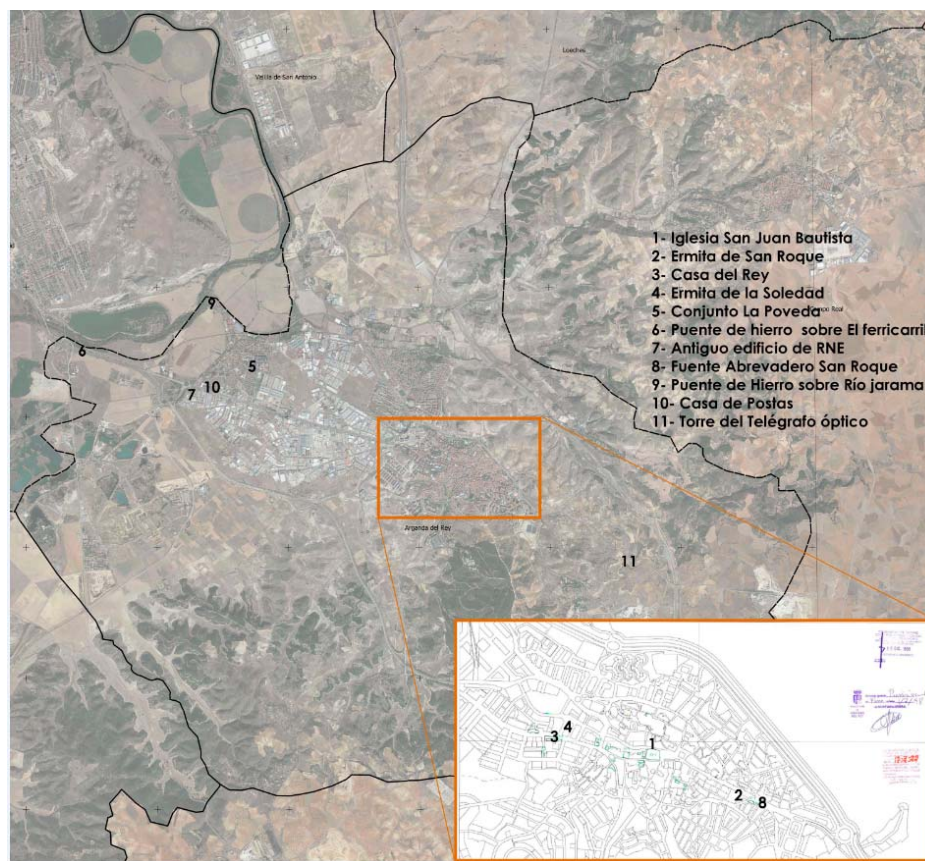 Velilla de San Antonio
Loeches
1- Iglesia San Juan Bautista
2- Ermita de San Roque
3- Casa del Rey
4- Ermita de la Soledad
5- Conjunto La Poveda
Real
6- Puente de hierro sobre El ferricarril
7- Antiguo edificio de RNE
8- Fuente Abrevadero San Roque
9- Puente de Hierro sobre Río jarama
10- Casa de Postas
11- Torre del Telégrafo óptico
9
6
5
10
7
Arganda del Rey
11
4
3
1
2
8